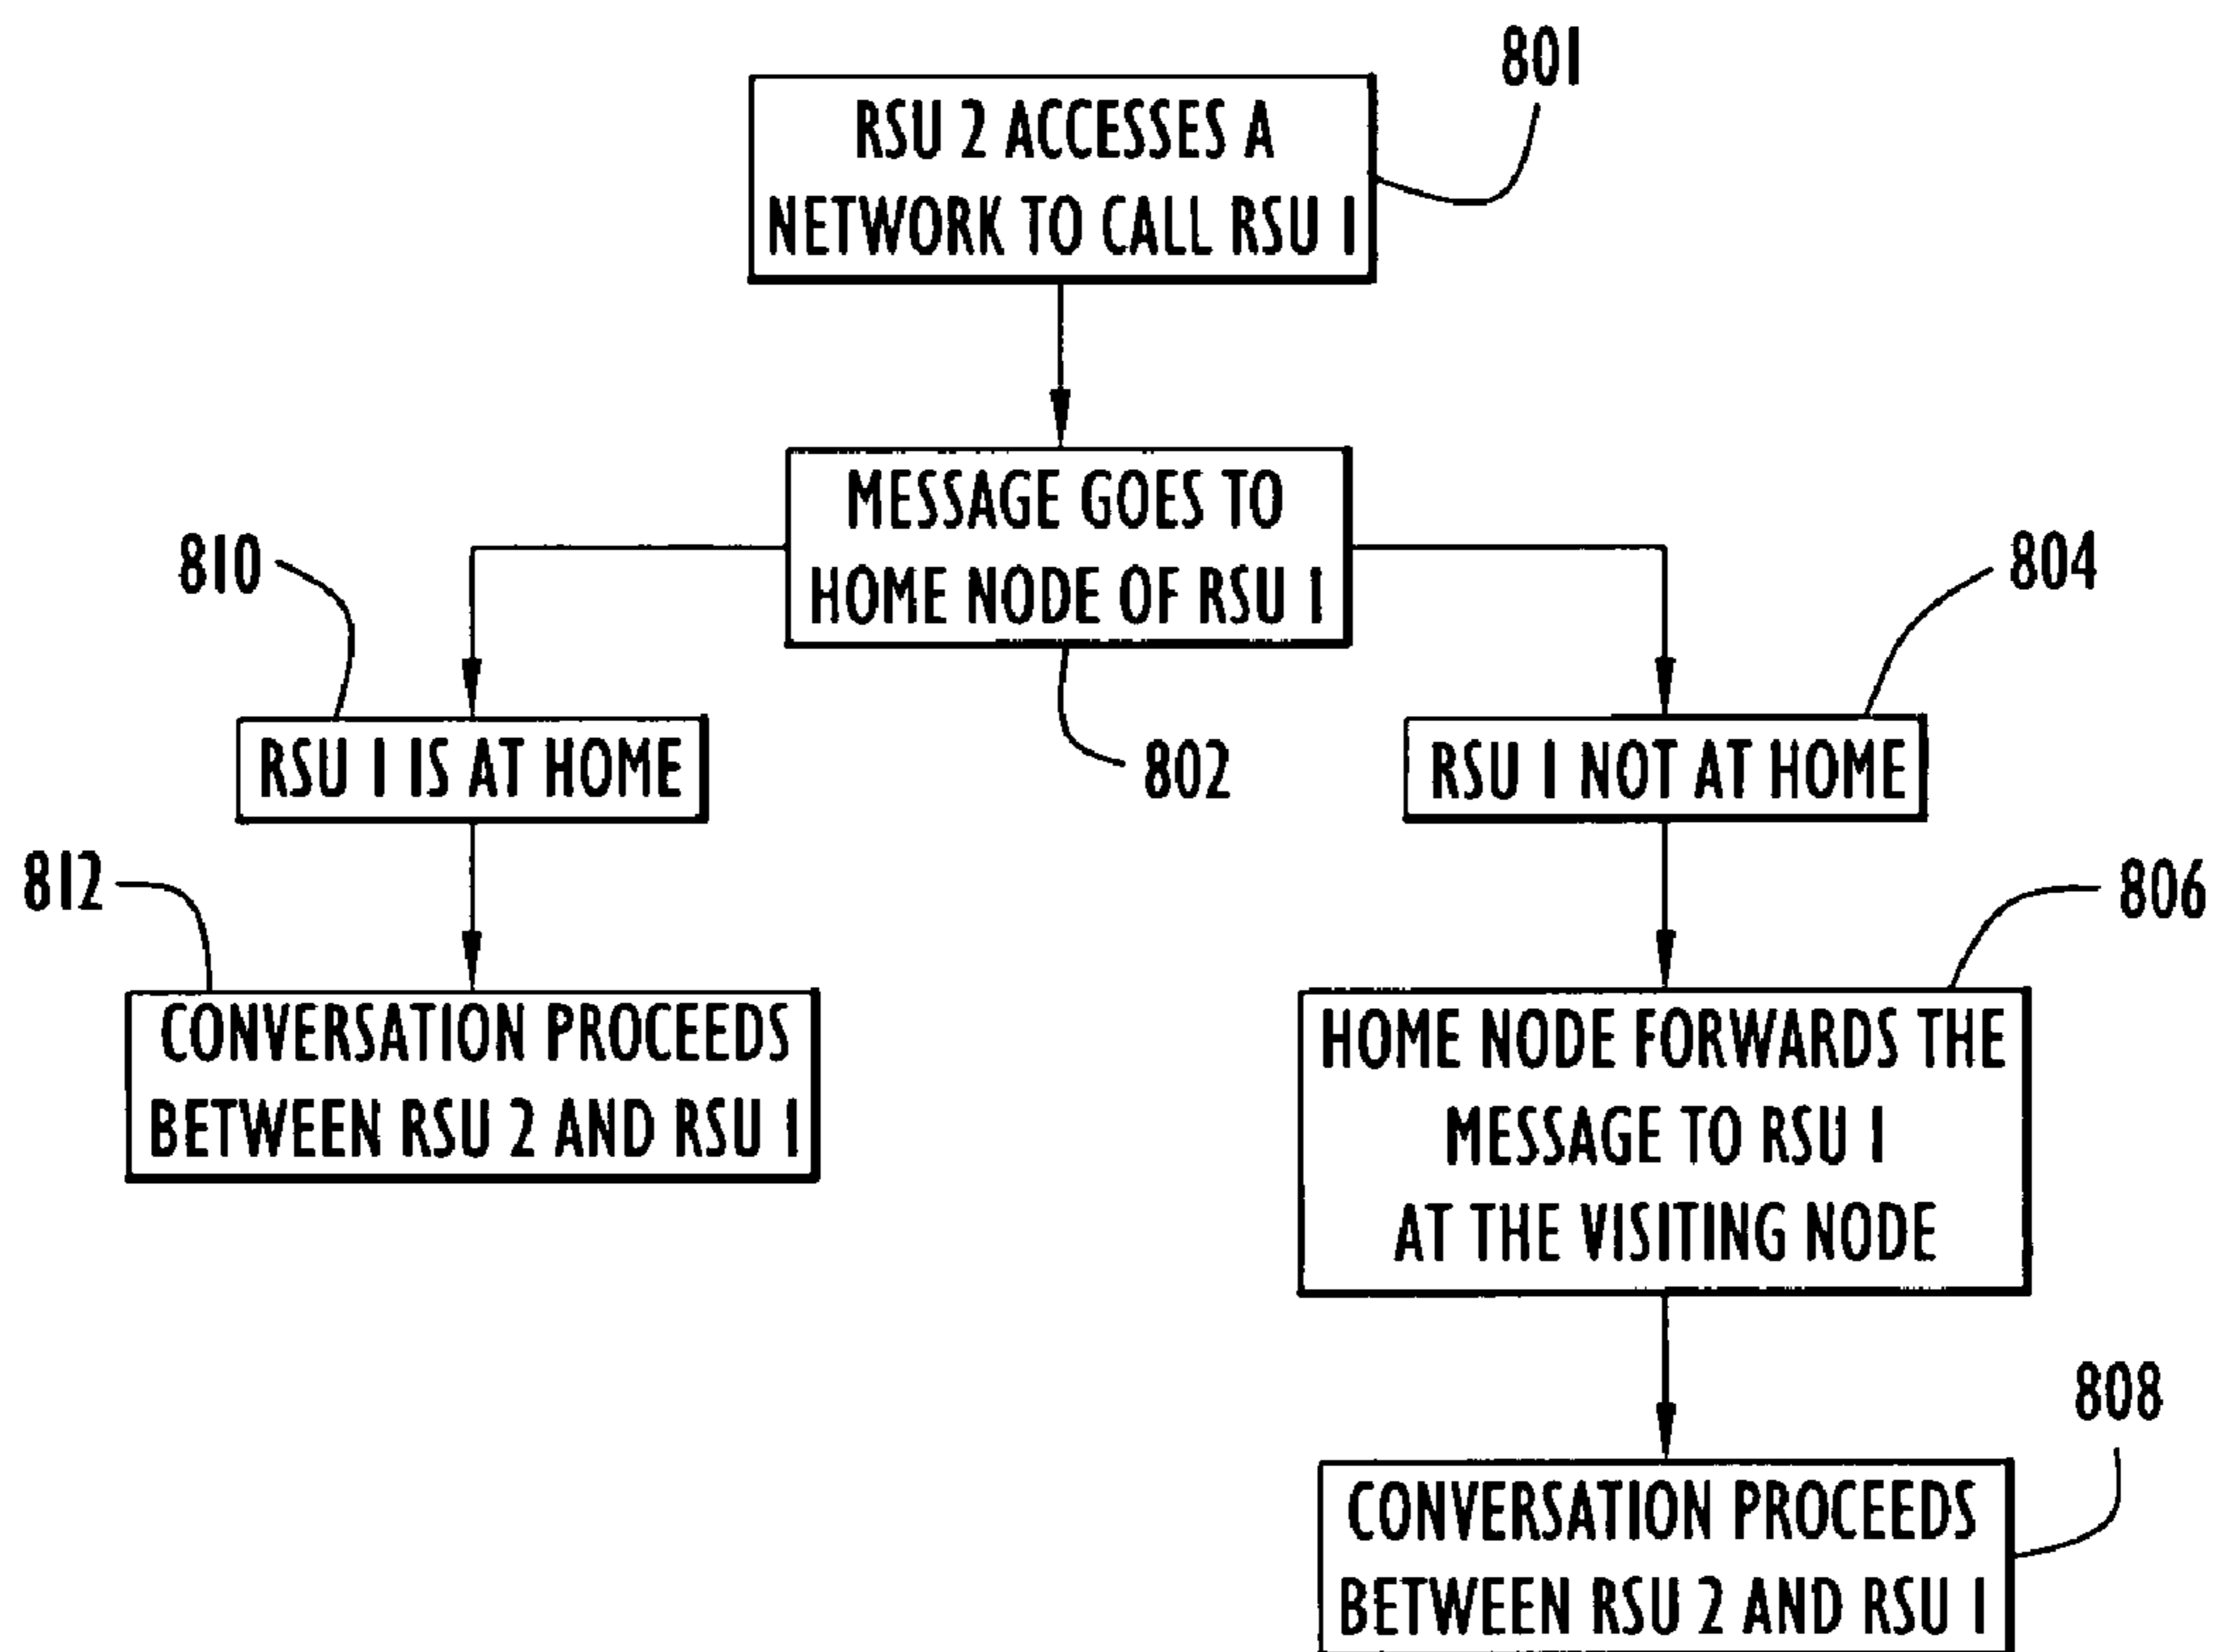 801
RSU 2 ACCESSES A
NETWORK TO CALL RSU 1
MESSAGE GOES TO
HOME NODE OF RSU 1
802
810
RSU 1 IS AT HOME
804
RSU 1 NOT AT HOME
812
CONVERSATION PROCEEDS
BETWEEN RSU 2 AND RSU 1
806
HOME NODE FORWARDS THE
MESSAGE TO RSU 1
AT THE VISITING NODE
808
CONVERSATION PROCEEDS
BETWEEN RSU 2 AND RSU 1